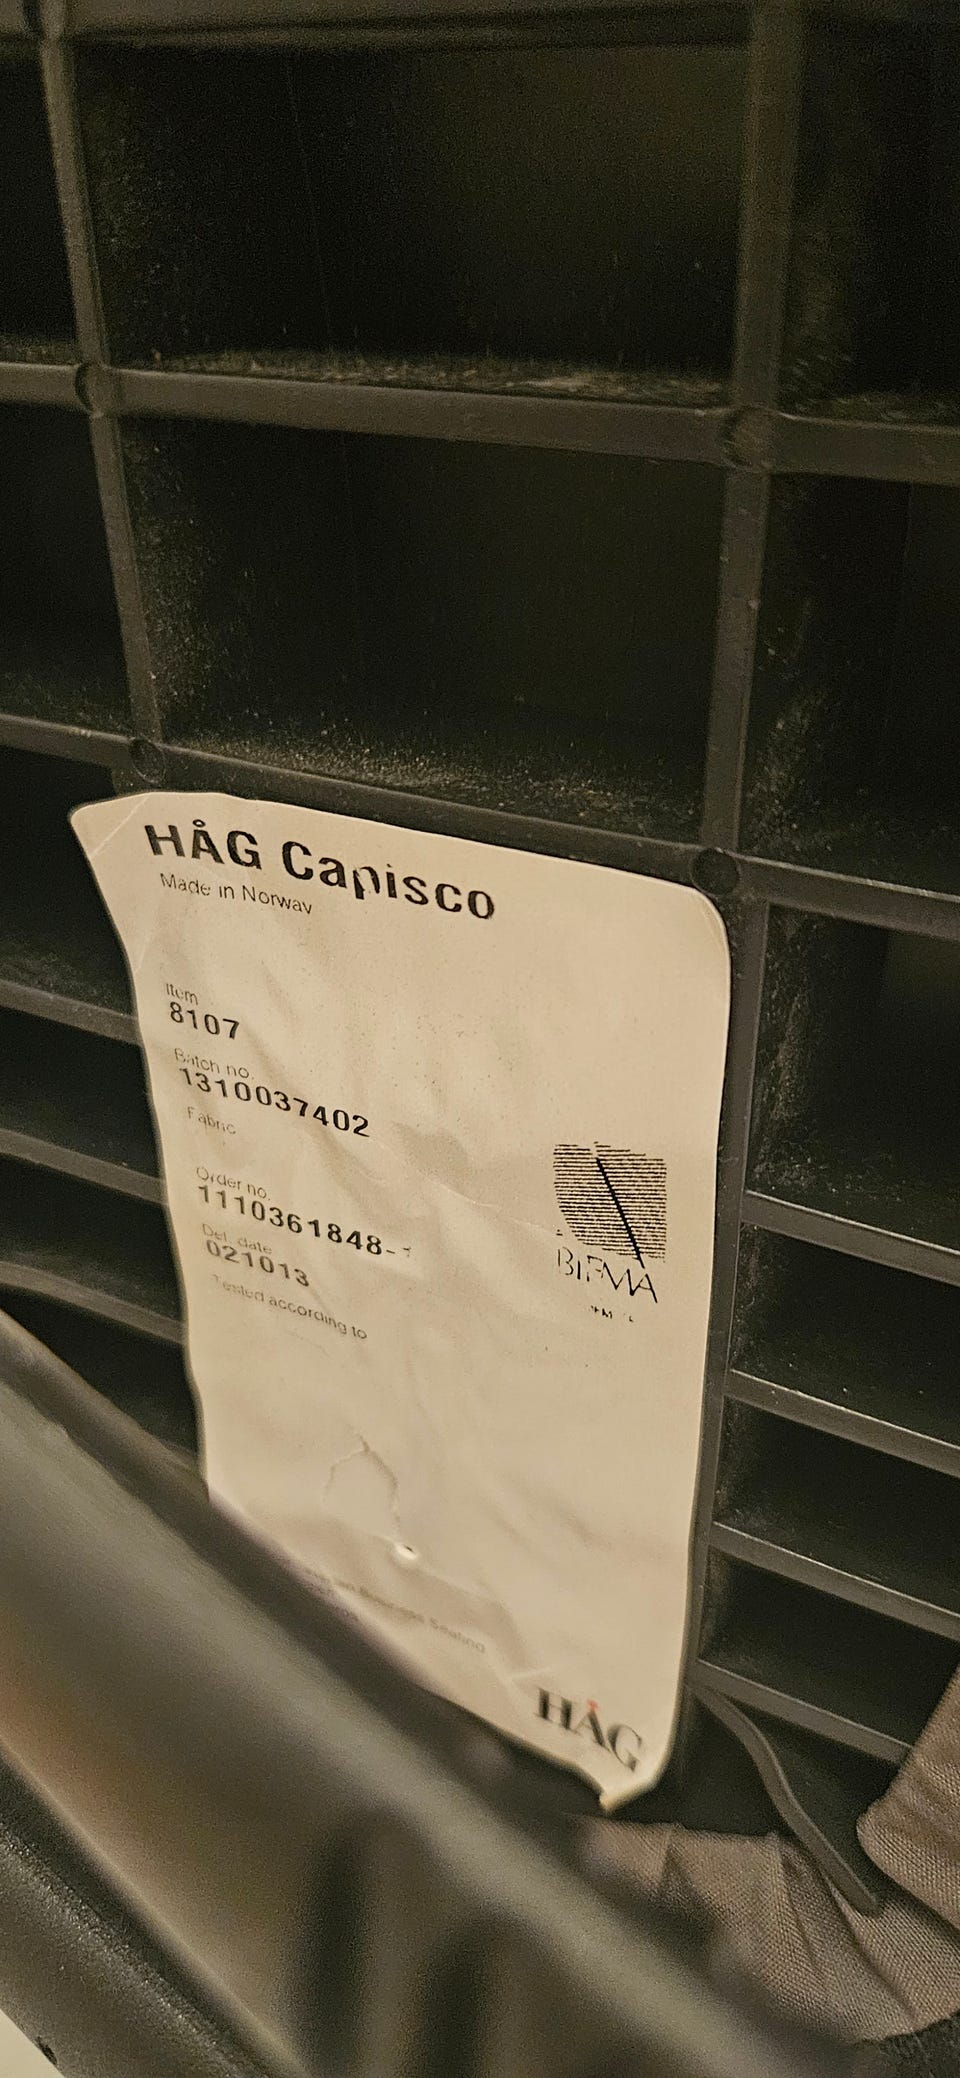 HÅG Capisco
Made in Norway
Item
8107
Batch no.
1310037402
Fabric
Order no.
1110361848-
Del. date
021013
Tested according to
BIFMA
Seating
HÅG